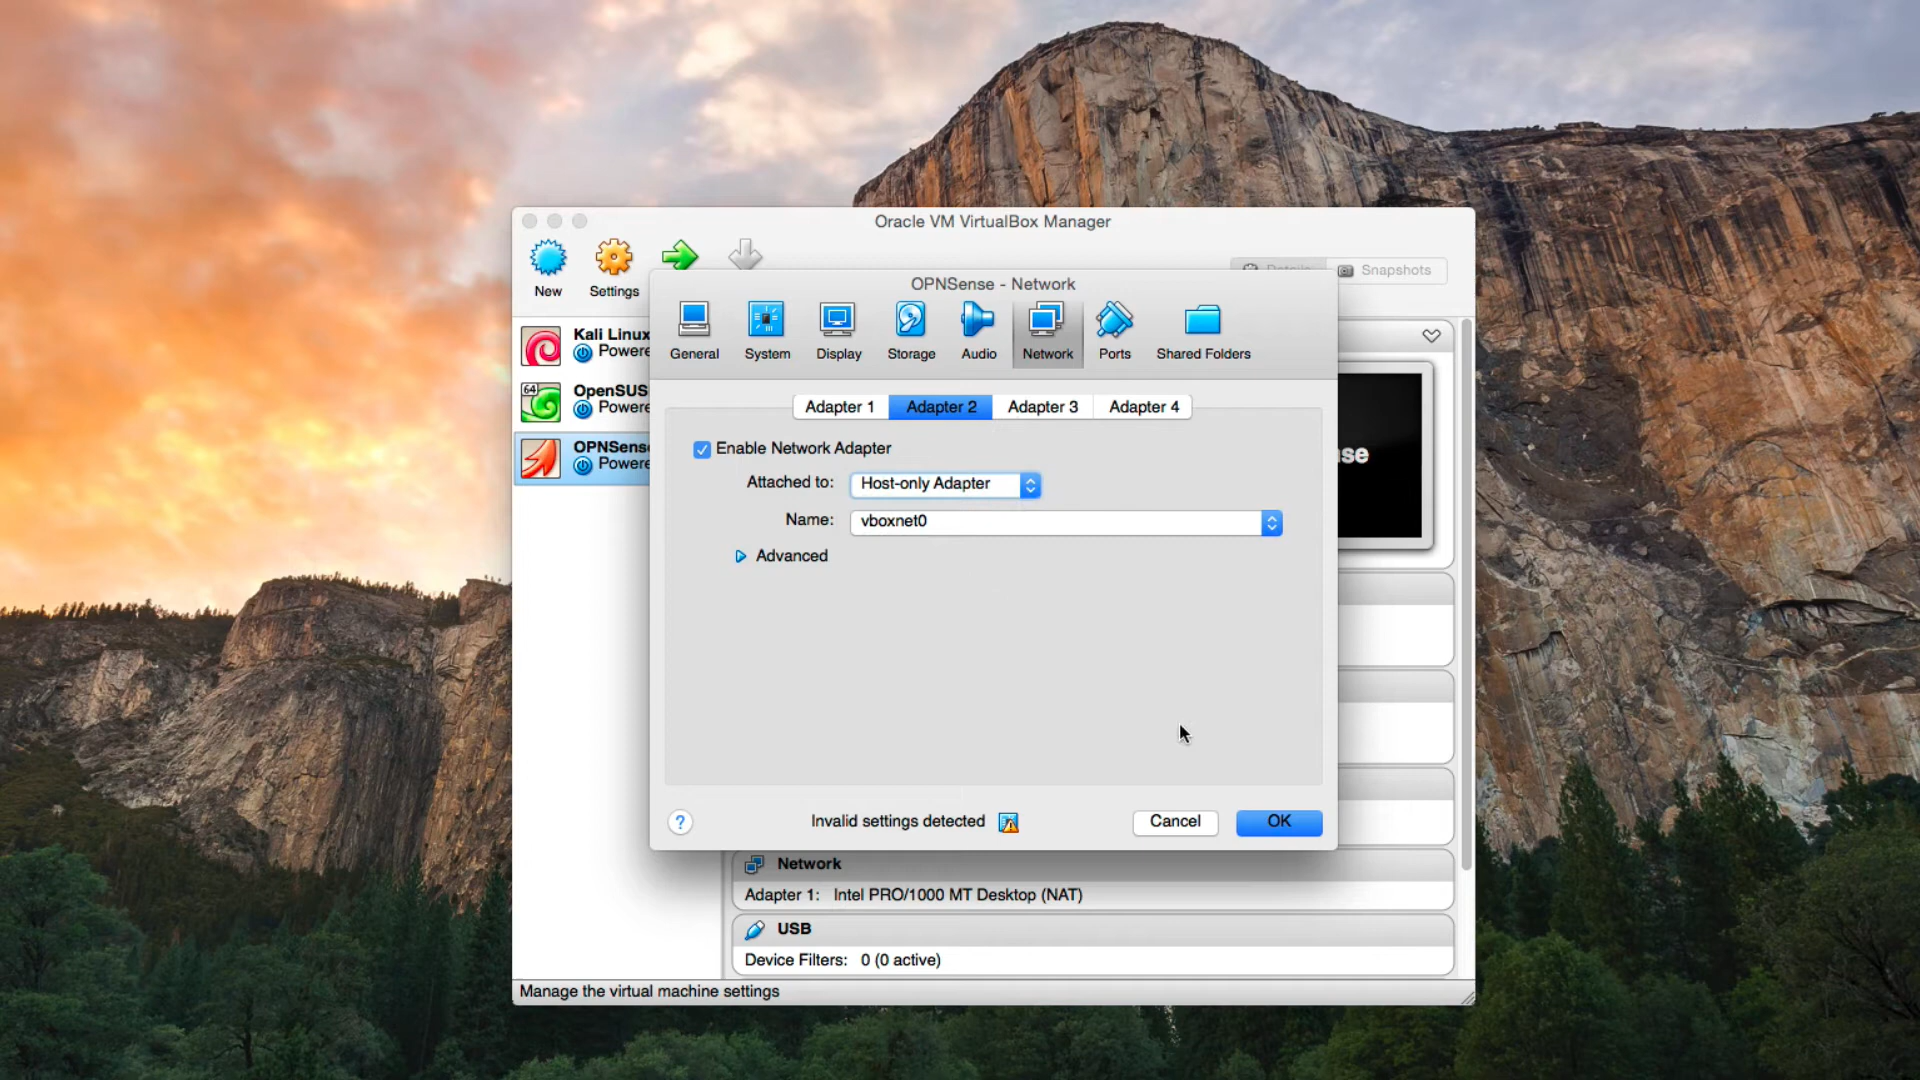 Oracle VM VirtualBox Manager
New
Settings
Details
Snapshots
OPNSense - Network
General
System
Display
Storage
Audio
Network
Ports
Shared Folders
Kali Linux
Powere
64
OpenSUS
Powere
OPNSense
Powere
Adapter 1
Adapter 2
Adapter 3
Adapter 4
Enable Network Adapter
Attached to: Host-only Adapter
Name: vboxnet0
Advanced
?
Invalid settings detected
Cancel
OK
Network
Adapter 1: Intel PRO/1000 MT Desktop (NAT)
USB
Device Filters: 0 (0 active)
Manage the virtual machine settings